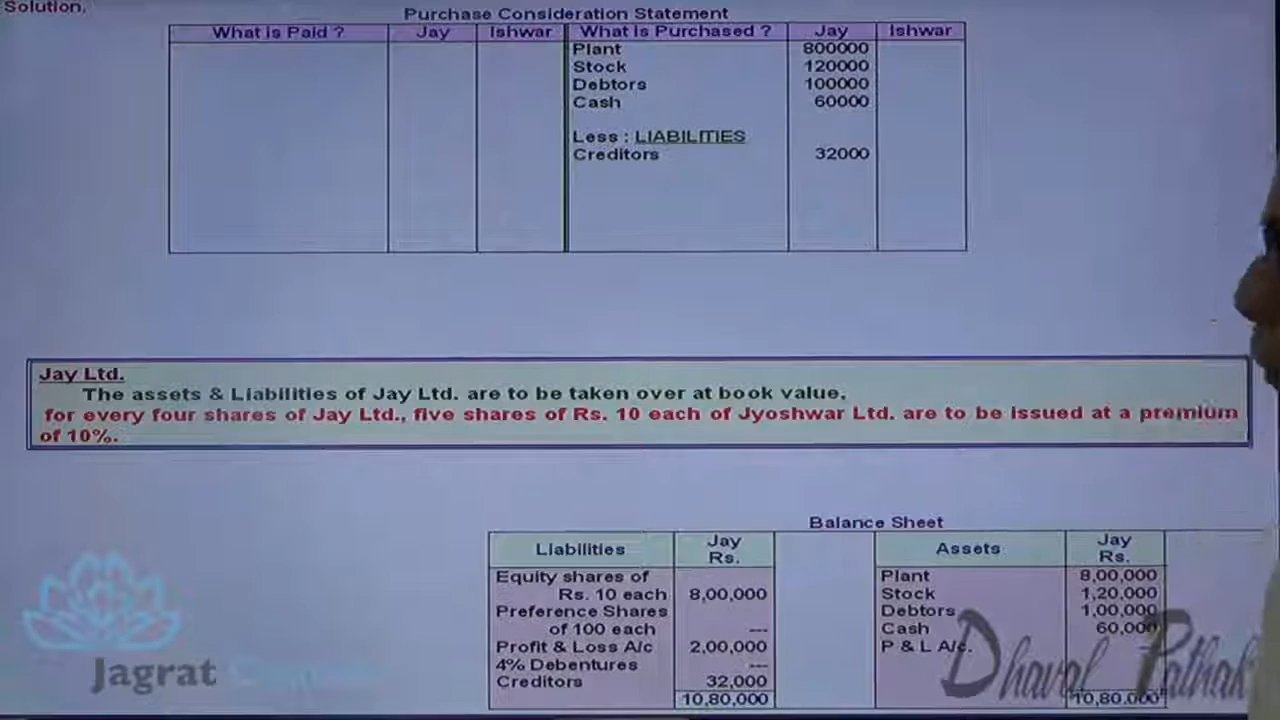 Solution.
Purchase Consideration Statement
What is Paid ? Jay Ishwar What is Purchased ? Jay Ishwar
Plant 800000
Stock 120000
Debtors 100000
Cash 60000
Less : LIABILITIES
Creditors 32000
Jay Ltd.
The assets & Liabilities of Jay Ltd. are to be taken over at book value,
for every four shares of Jay Ltd., five shares of Rs. 10 each of Jyoshwar Ltd. are to be issued at a premium
of 10%.
Balance Sheet
Liabilities Jay Rs. Assets Jay Rs.
Equity shares of Plant 8,00,000
Rs. 10 each 8,00,000 Stock 1,20,000
Preference Shares Debtors 1,00,000
of 100 each --- Cash 60,000
Profit & Loss A/c 2,00,000 P & L A/c.
4% Debentures ---
Creditors 32,000
10,80,000 10,80,000
Jagrat
Dhaval Pathak